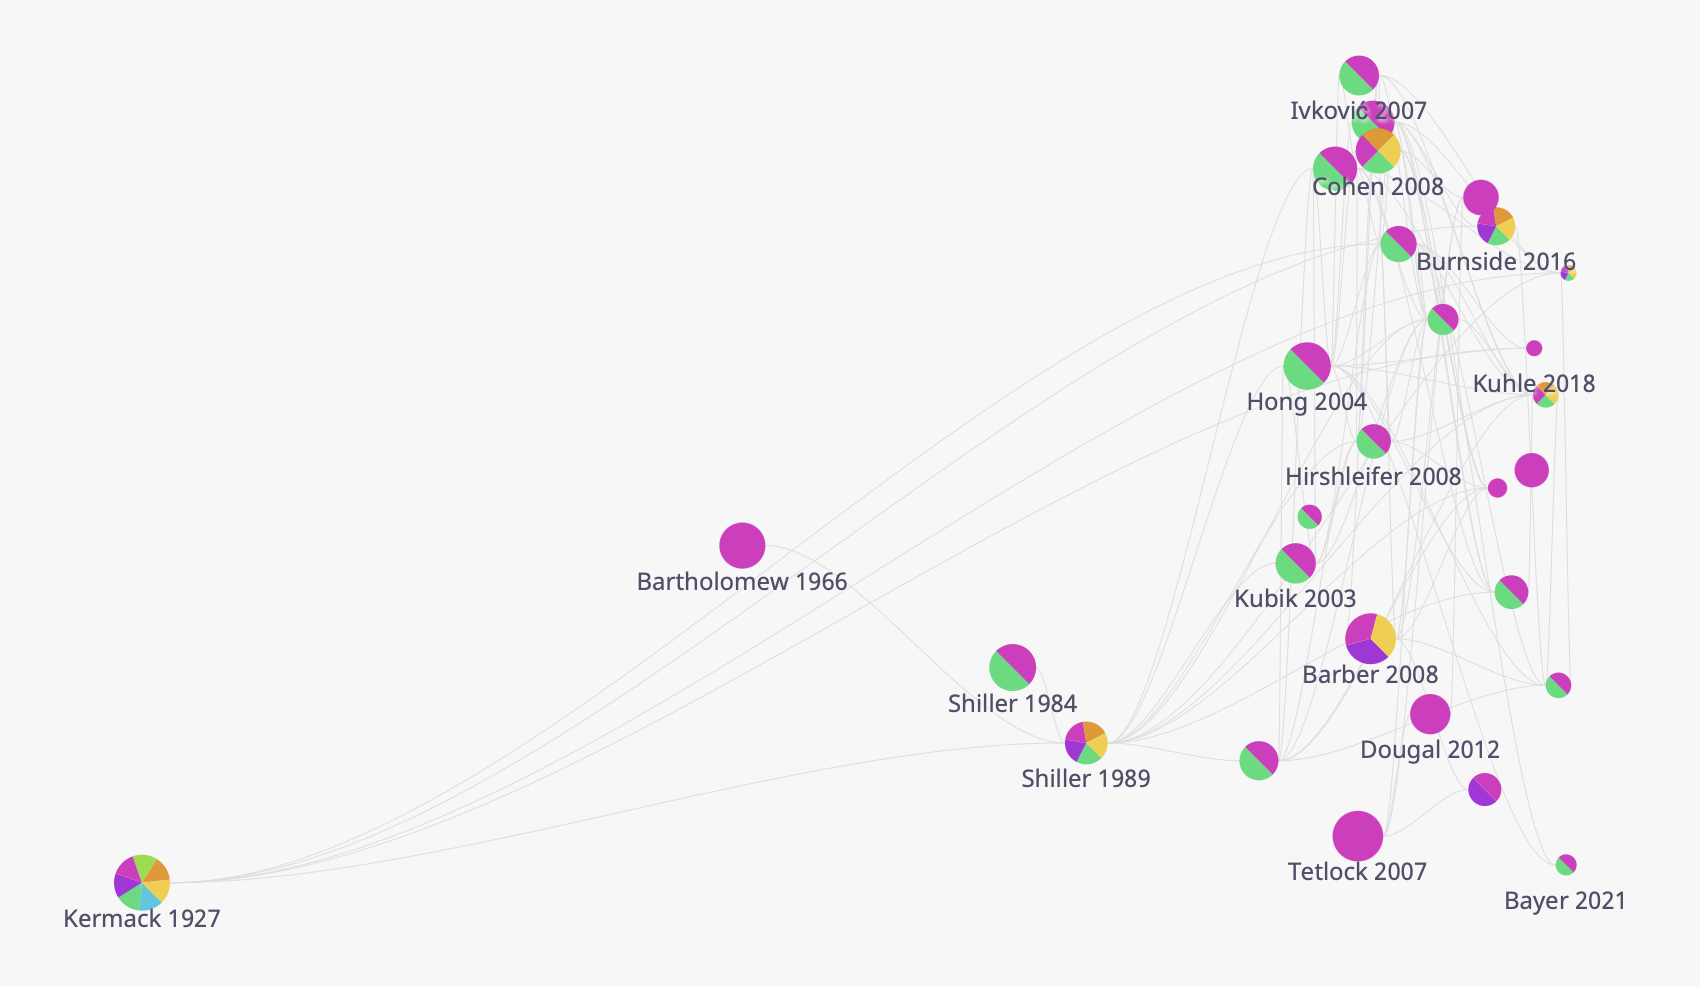 Ivković 2007
Cohen 2008
Burnside 2016
Kuhle 2018
Hong 2004
Hirshleifer 2008
Bartholomew 1966
Kubik 2003
Barber 2008
Shiller 1984
Dougal 2012
Shiller 1989
Tetlock 2007
Bayer 2021
Kermack 1927